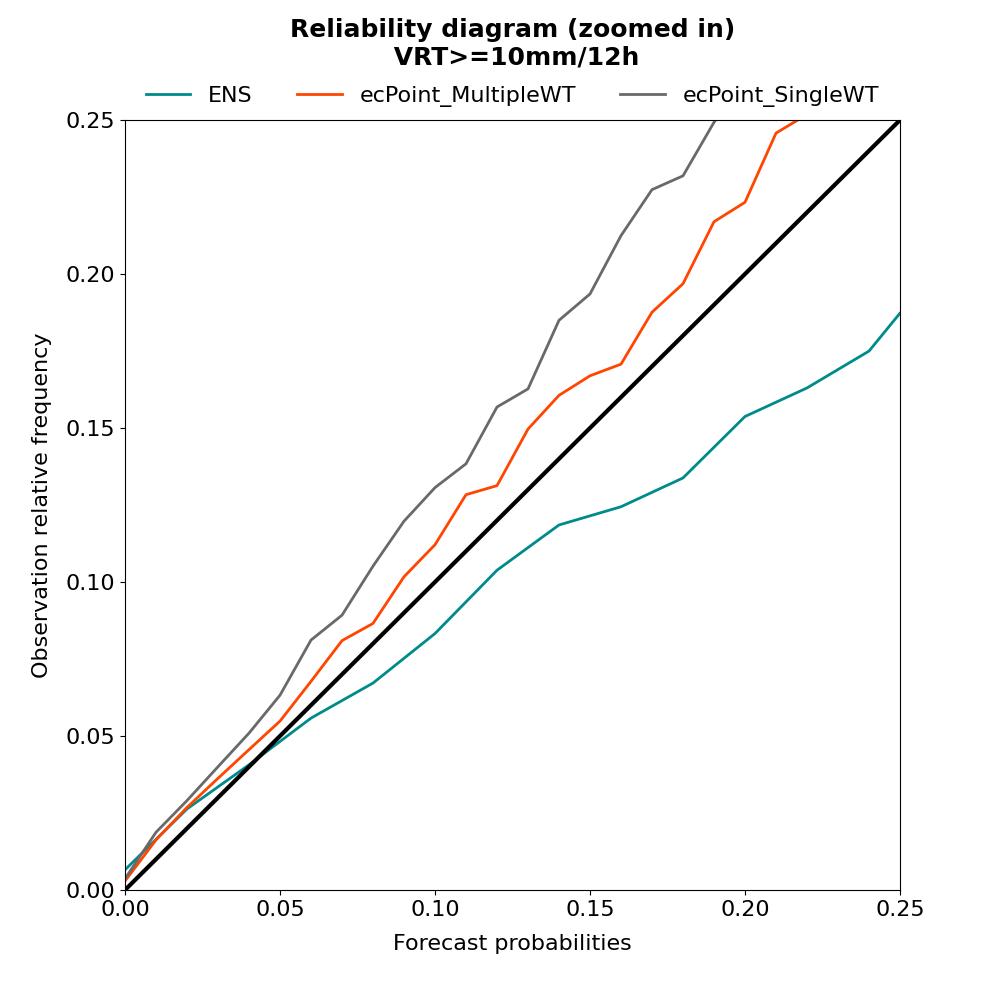 Reliability diagram (zoomed in)
VRT>=10mm/12h
ENS ecPoint_MultipleWT ecPoint_SingleWT
0.25
0.20
0.15
0.10
0.05
0.00
Observation relative frequency
0.00 0.05 0.10 0.15 0.20 0.25
Forecast probabilities